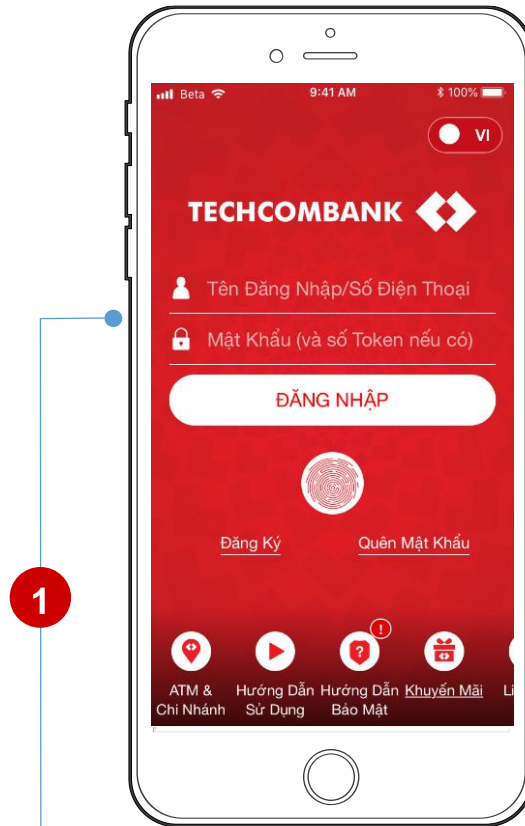 Beta 9:41 AM 100%
VI
TECHCOMBANK
Tên Đăng Nhập/Số Điện Thoại
Mật Khẩu (và số Token nếu có)
ĐĂNG NHẬP
Đăng Ký Quên Mật Khẩu
1
!
?
ATM & Hướng Dẫn Hướng Dẫn Khuyến Mãi Li
Chi Nhánh Sử Dụng Bảo Mật